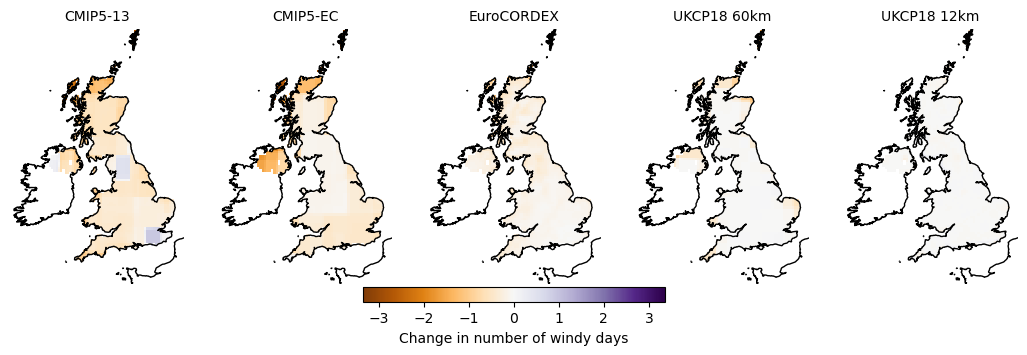 CMIP5-13
CMIP5-EC
EuroCORDEX
UKCP18 60km
UKCP18 12km
−3 −2 −1 0 1 2 3
Change in number of windy days